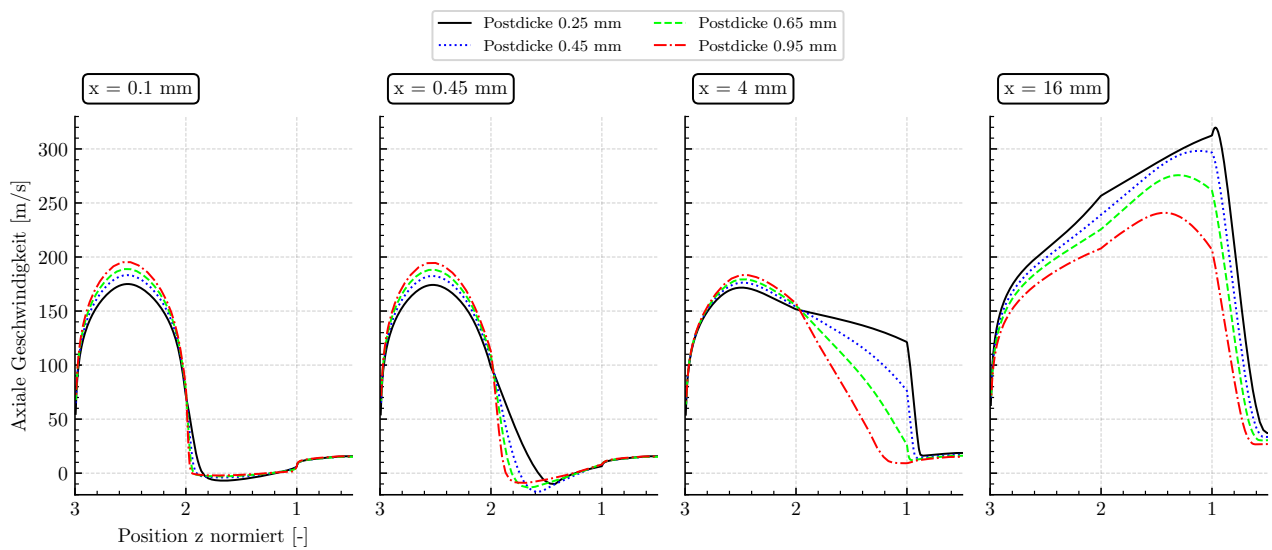 Postdicke 0.25 mm
Postdicke 0.45 mm
Postdicke 0.65 mm
Postdicke 0.95 mm
x = 0.1 mm
x = 0.45 mm
x = 4 mm
x = 16 mm
Axiale Geschwindigkeit [m/s]
300
250
200
150
100
50
0
3 2 1
3 2 1
3 2 1
3 2 1
Position z normiert [-]